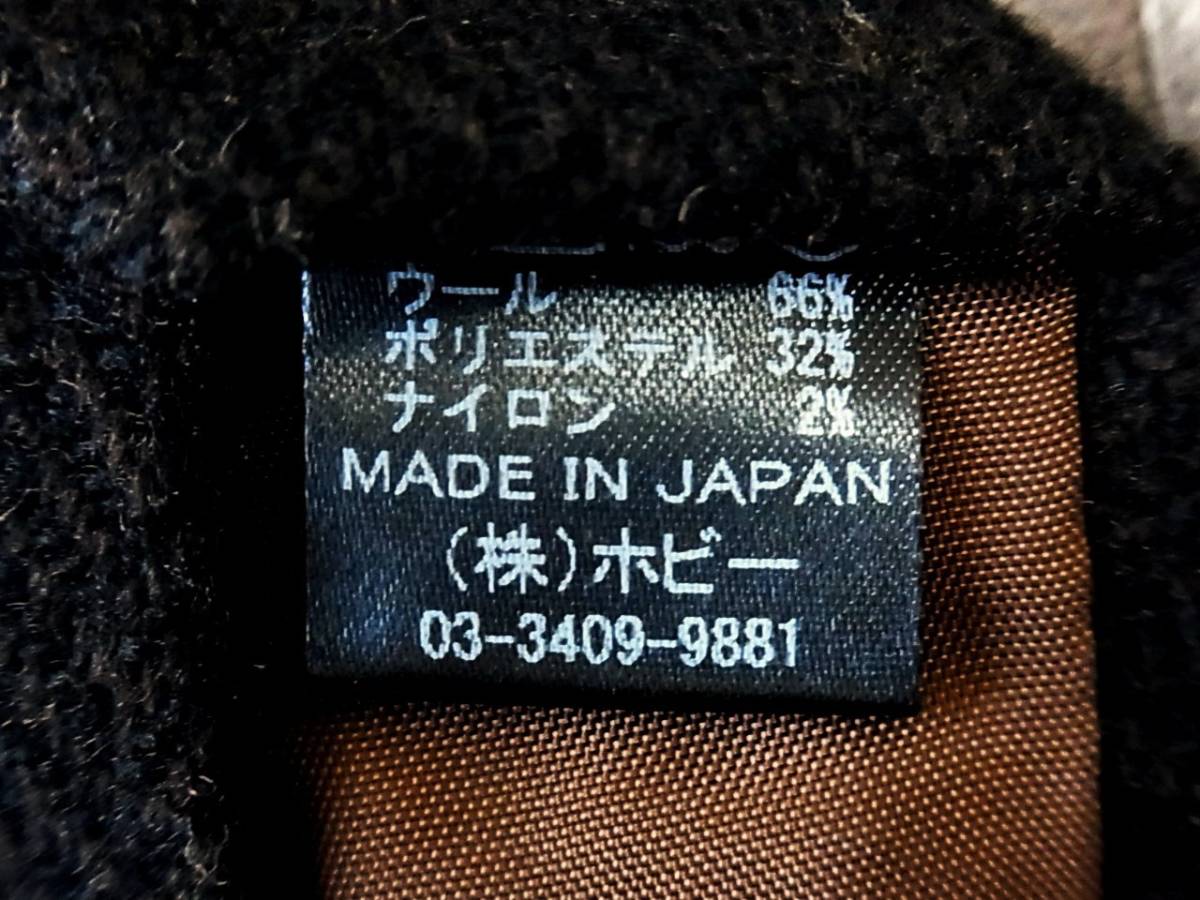 ウール 66%
ポリエステル 32%
ナイロン 2%
MADE IN JAPAN
(株)ホビー
03-3409-9881